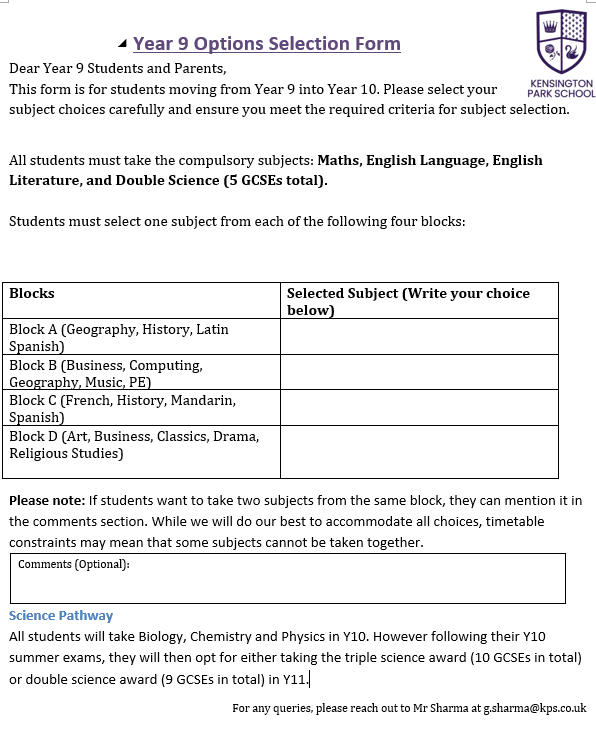 Year 9 Options Selection Form
KENSINGTON
PARK SCHOOL
Dear Year 9 Students and Parents,
This form is for students moving from Year 9 into Year 10. Please select your
subject choices carefully and ensure you meet the required criteria for subject selection.
All students must take the compulsory subjects: Maths, English Language, English
Literature, and Double Science (5 GCSEs total).
Students must select one subject from each of the following four blocks:
Blocks
Selected Subject (Write your choice
below)
Block A (Geography, History, Latin
Spanish)
Block B (Business, Computing,
Geography, Music, PE)
Block C (French, History, Mandarin,
Spanish)
Block D (Art, Business, Classics, Drama,
Religious Studies)
Please note: If students want to take two subjects from the same block, they can mention it in
the comments section. While we will do our best to accommodate all choices, timetable
constraints may mean that some subjects cannot be taken together.
Comments (Optional):
Science Pathway
All students will take Biology, Chemistry and Physics in Y10. However following their Y10
summer exams, they will then opt for either taking the triple science award (10 GCSEs in total)
or double science award (9 GCSEs in total) in Y11.
For any queries, please reach out to Mr Sharma at g.sharma@kps.co.uk